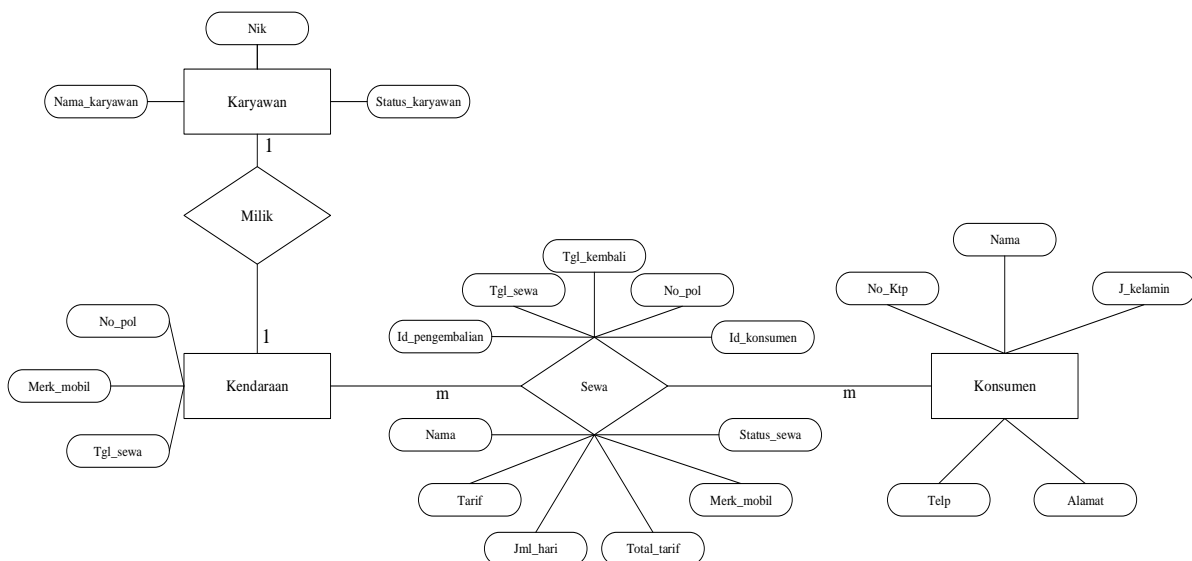 Nik
Nama_karyawan
Karyawan
Status_karyawan
1
Milik
1
No_pol
Merk_mobil
Tgl_sewa
Kendaraan
m
Tgl_kembali
Tgl_sewa
No_pol
Id_pengembalian
Id_konsumen
Sewa
Nama
Status_sewa
Tarif
Merk_mobil
Jml_hari
Total_tarif
m
Nama
No_Ktp
J_kelamin
Konsumen
Telp
Alamat